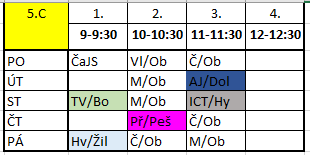 5.C 1. 2. 3. 4.
9-9:30 10-10:30 11-11:30 12-12:30
PO ČaJS Vl/Ob Č/Ob
ÚT M/Ob AJ/Dol
ST TV/Bo M/Ob ICT/Hy
ČT Př/Peš Č/Ob
PÁ Hv/Žil Č/Ob M/Ob